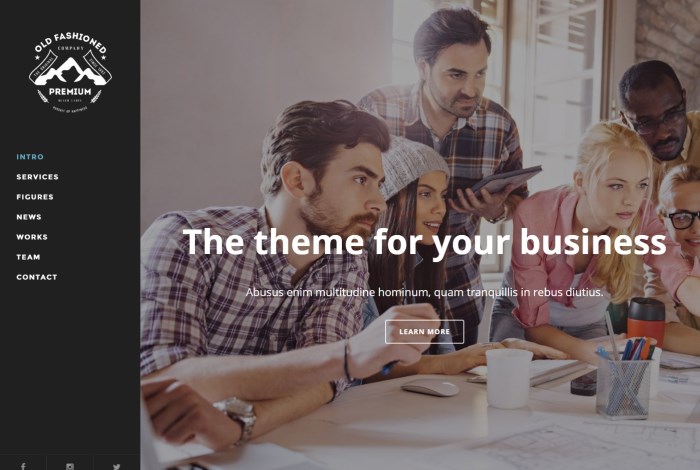 OLD FASHIONED
COMPANY
PREMIUM
INTRO
SERVICES
FIGURES
NEWS
WORKS
TEAM
CONTACT
The theme for your business
Abusus enim multitudine hominum, quam tranquillis in rebus diutius.
LEARN MORE